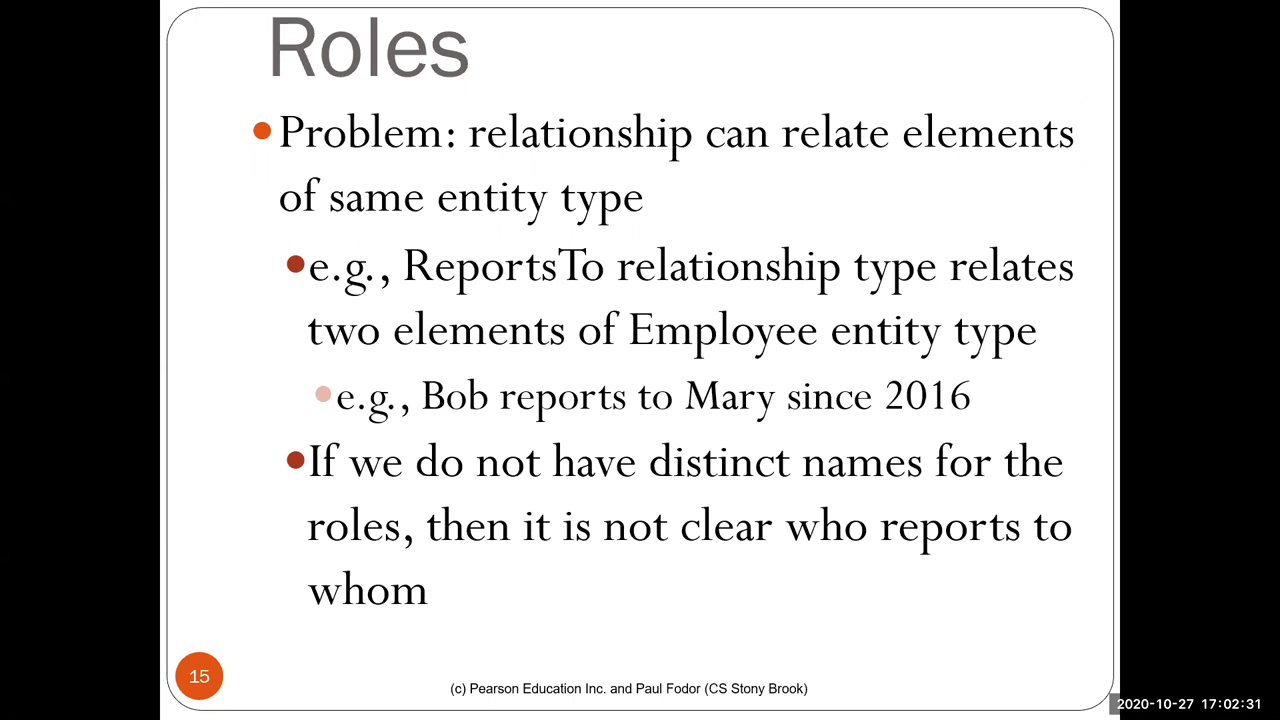 Roles
Problem: relationship can relate elements
of same entity type
e.g., ReportsTo relationship type relates
two elements of Employee entity type
e.g., Bob reports to Mary since 2016
If we do not have distinct names for the
roles, then it is not clear who reports to
whom
15
(c) Pearson Education Inc. and Paul Fodor (CS Stony Brook)
2020-10-27 17:02:31